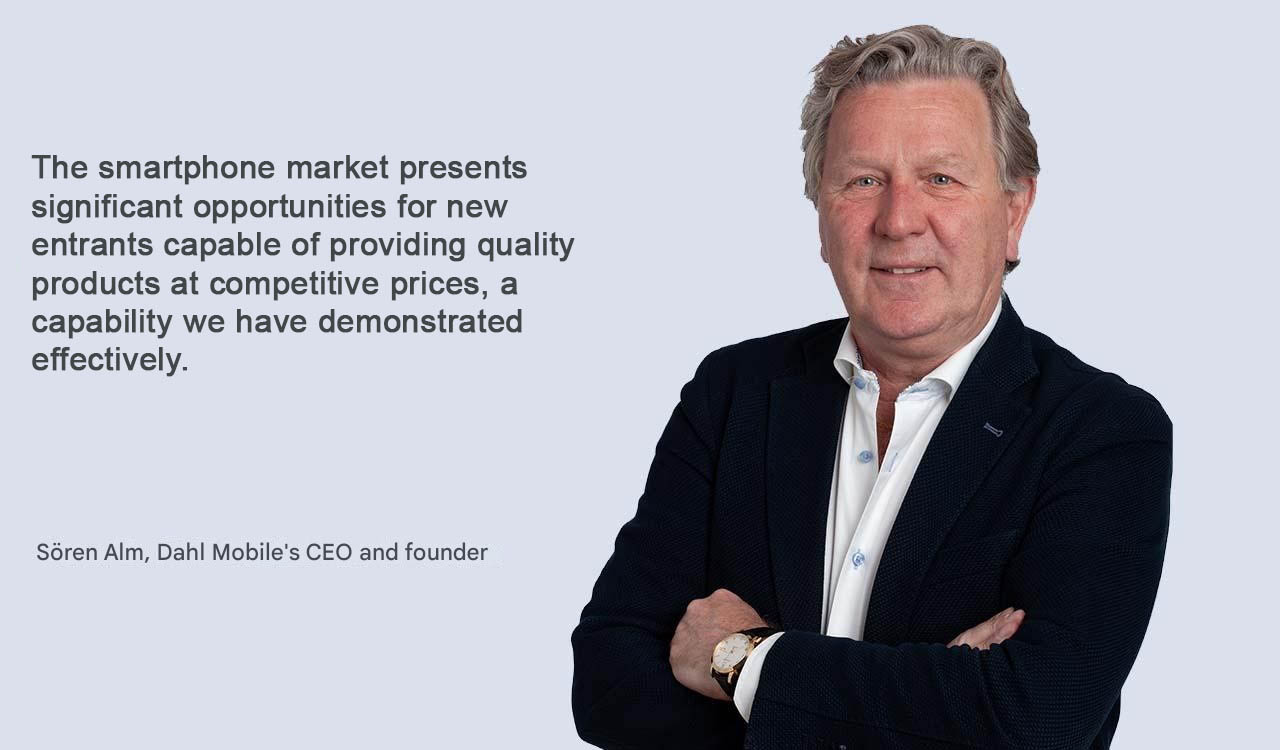 The smartphone market presents
significant opportunities for new
entrants capable of providing quality
products at competitive prices, a
capability we have demonstrated
effectively.
Sören Alm, Dahl Mobile's CEO and founder